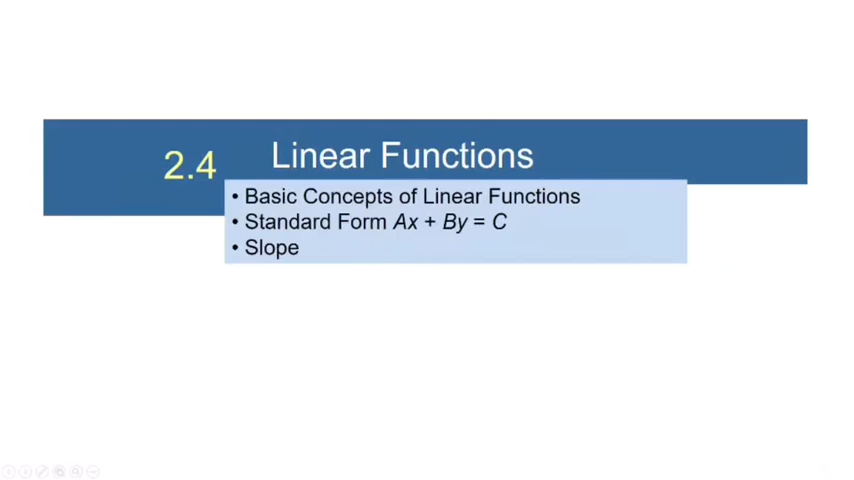 2.4 Linear Functions
• Basic Concepts of Linear Functions
• Standard Form Ax + By = C
• Slope